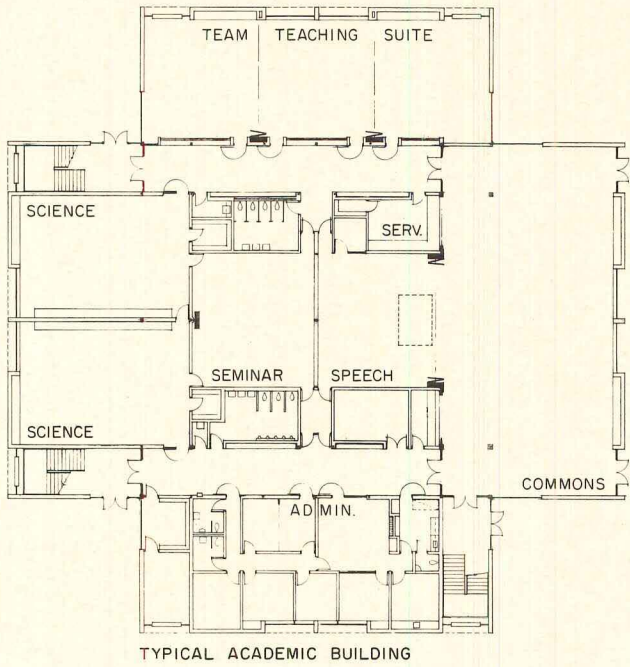 TEAM TEACHING SUITE
SCIENCE
SERV.
SEMINAR
SPEECH
SCIENCE
COMMONS
ADMIN.
TYPICAL ACADEMIC BUILDING